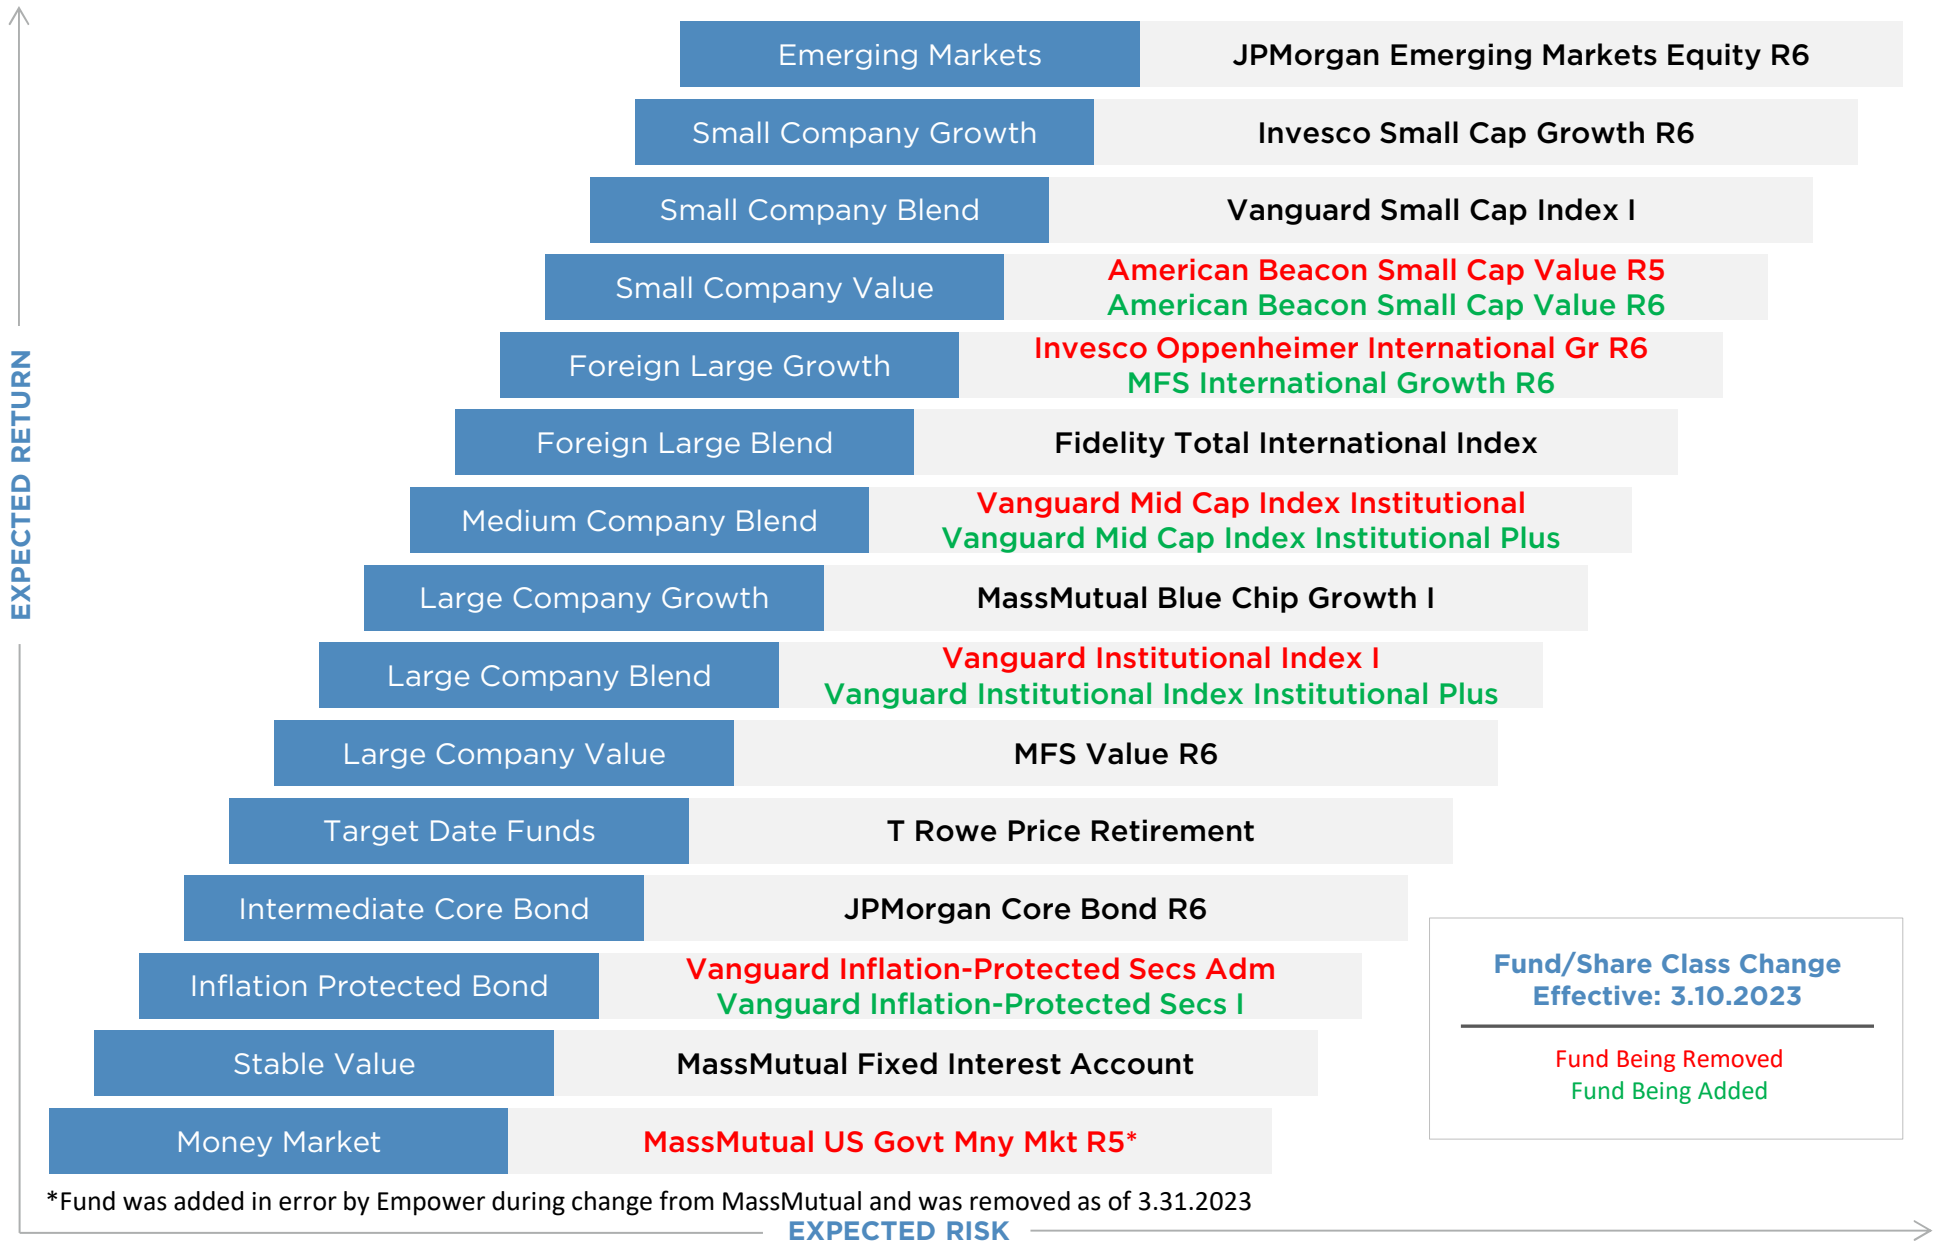 Emerging Markets
JPMorgan Emerging Markets Equity R6
Small Company Growth
Invesco Small Cap Growth R6
Small Company Blend
Vanguard Small Cap Index I
Small Company Value
American Beacon Small Cap Value R5
American Beacon Small Cap Value R6
Foreign Large Growth
Invesco Oppenheimer International Gr R6
MFS International Growth R6
Foreign Large Blend
Fidelity Total International Index
Medium Company Blend
Vanguard Mid Cap Index Institutional
Vanguard Mid Cap Index Institutional Plus
Large Company Growth
MassMutual Blue Chip Growth I
Large Company Blend
Vanguard Institutional Index I
Vanguard Institutional Index Institutional Plus
Large Company Value
MFS Value R6
Target Date Funds
T Rowe Price Retirement
Intermediate Core Bond
JPMorgan Core Bond R6
Inflation Protected Bond
Vanguard Inflation-Protected Secs Adm
Vanguard Inflation-Protected Secs I
Stable Value
MassMutual Fixed Interest Account
Money Market
MassMutual US Govt Mny Mkt R5*
*Fund was added in error by Empower during change from MassMutual and was removed as of 3.31.2023
EXPECTED RETURN
EXPECTED RISK
Fund/Share Class Change
Effective: 3.10.2023
Fund Being Removed
Fund Being Added